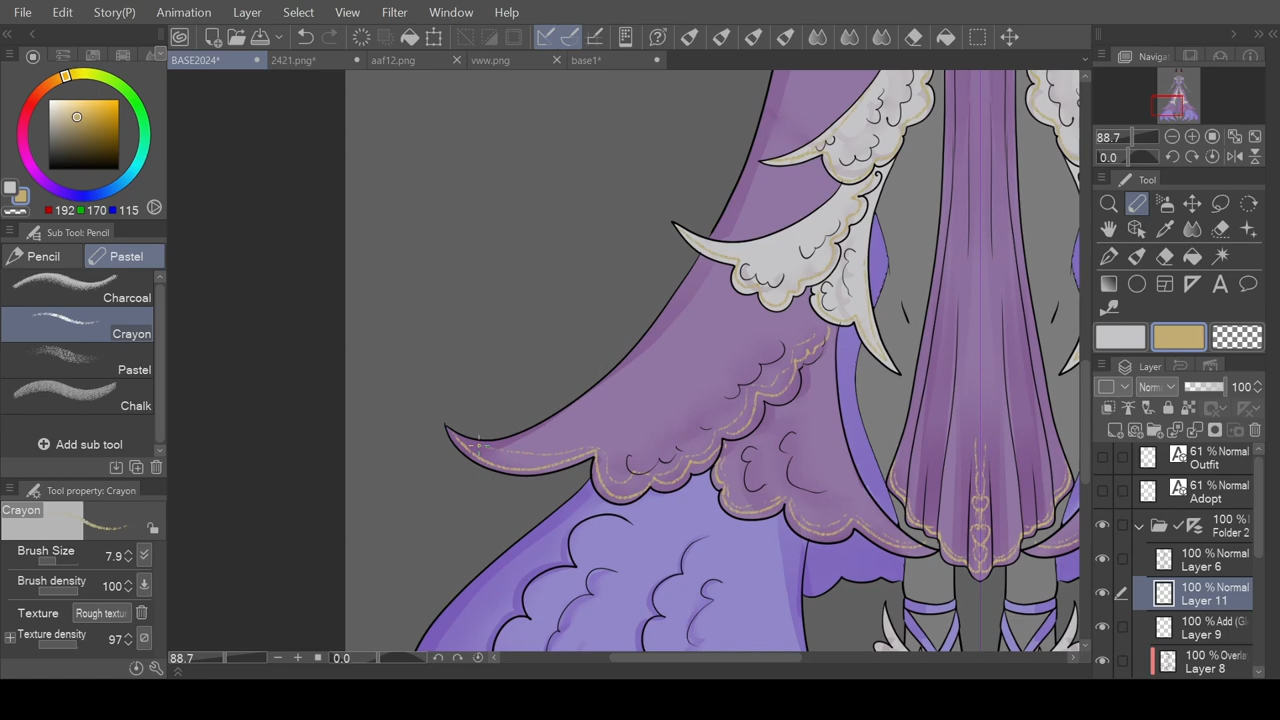 File Edit Story(P) Animation Layer Select View Filter Window Help
BASE2024* 2421.png* aaf12.png vww.png base1*
192 170 115
Sub Tool: Pencil
Pencil Pastel
Charcoal
Crayon
Pastel
Chalk
Add sub tool
Tool property: Crayon
Crayon
Brush Size 7.9
Brush density 100
Texture Rough textur
Texture density 97
88.7 0.0
Naviga
88.7
0.0
Tool
Layer
Norm 100
61 % Normal
Outfit
61 % Normal
Adopt
100 %
Folder 2
100 % Normal
Layer 6
100 % Normal
Layer 11
100 % Add (G
Layer 9
100 % Overla
Layer 8